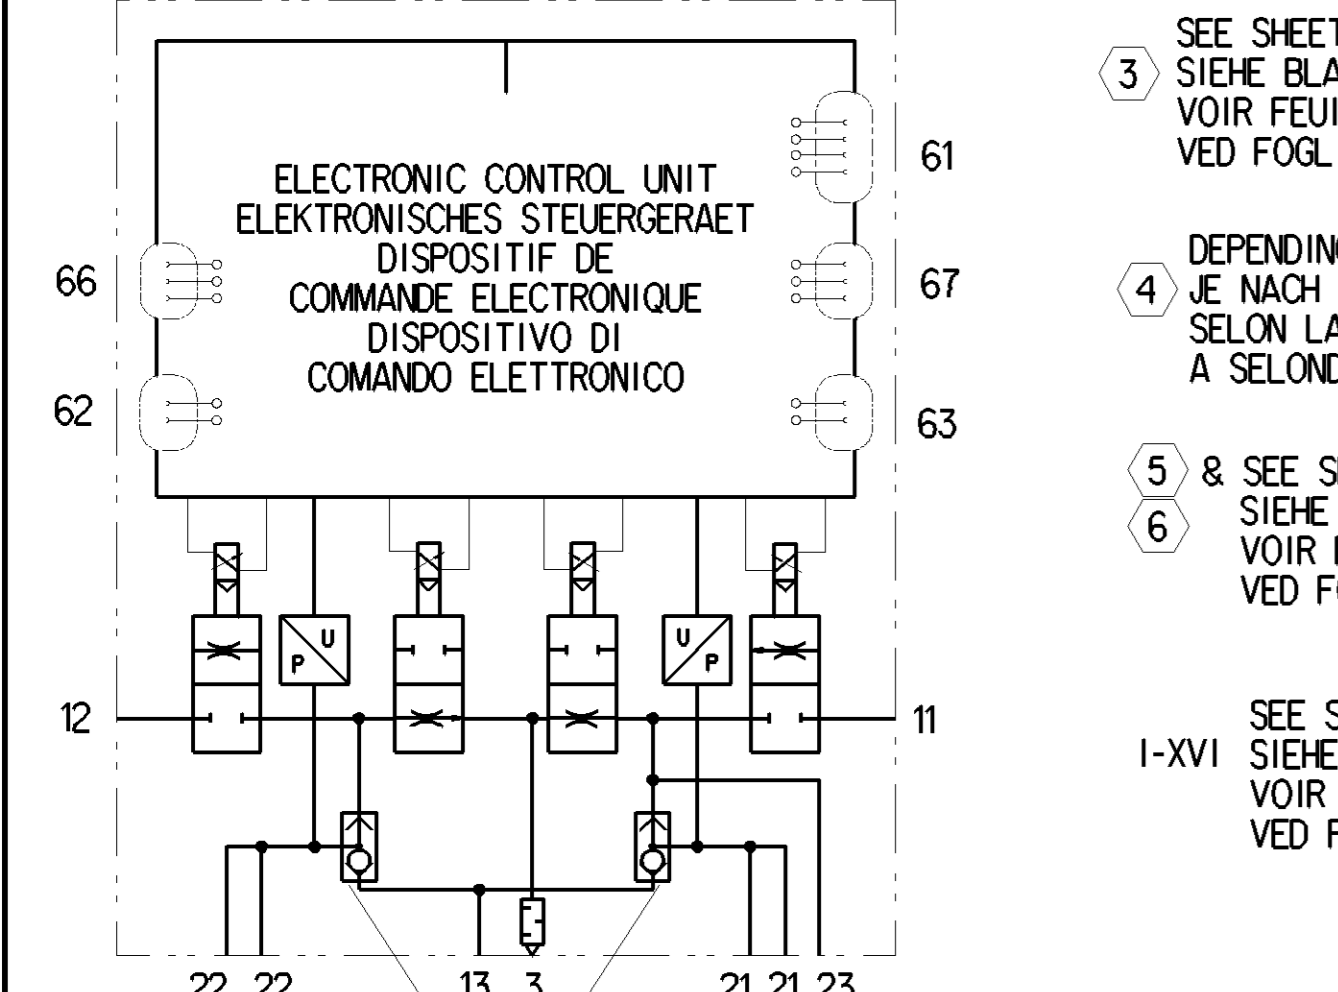 ELECTRONIC CONTROL UNIT
ELEKTRONISCHES STEUERGERAET
DISPOSITIF DE
COMMANDE ELECTRONIQUE
DISPOSITIVO DI
COMANDO ELETTRONICO
61
66
67
62
63
U
P
U
P
12
11
22
22
13
3
21
21
23
SEE SHEET
3
SIEHE BLA
VOIR FEUI
VED FOGL
DEPENDING
4
JE NACH
SELON LA
A SELOND
5
& SEE S
6
SIEHE
VOIR
VED F
SEE S
I-XVI
SIEHE
VOIR
VED F